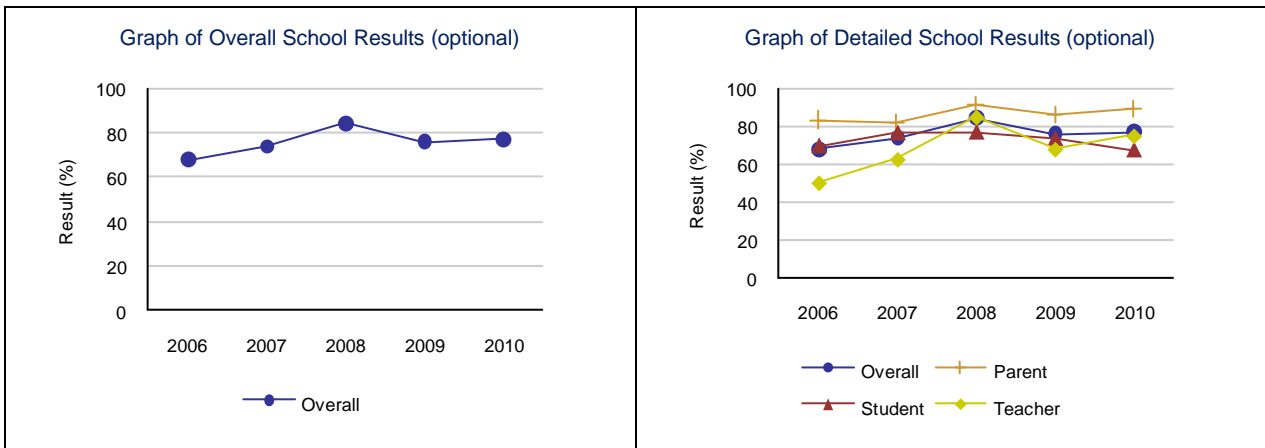 Graph of Overall School Results (optional)
100
80
60
40
20
0
Result (%)
2006 2007 2008 2009 2010
Overall
Graph of Detailed School Results (optional)
100
80
60
40
20
0
Result (%)
2006 2007 2008 2009 2010
Overall Parent
Student Teacher